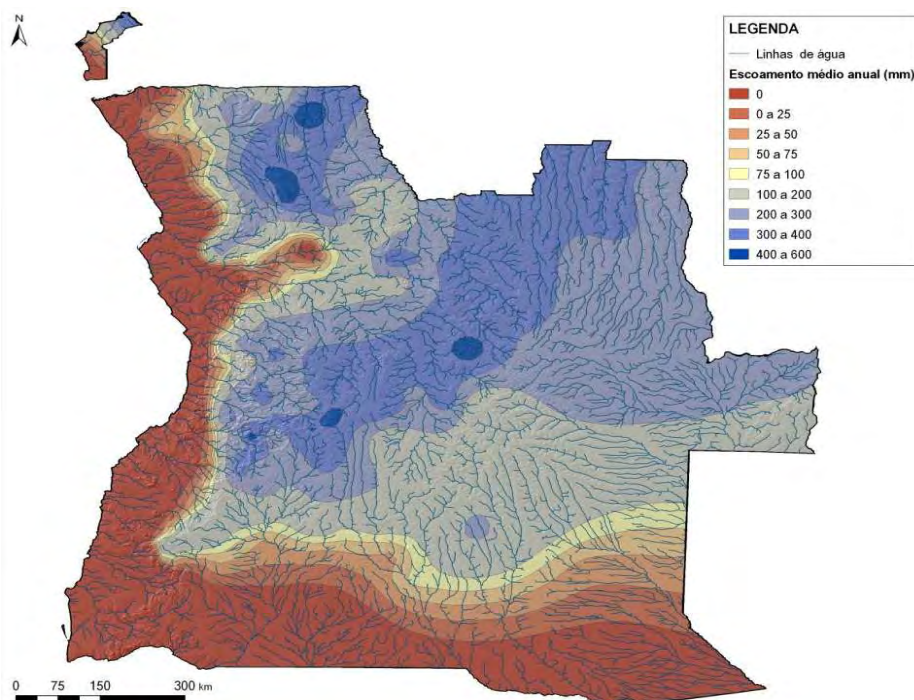 N
LEGENDA
Linhas de água
Escoamento médio anual (mm)
0
0 a 25
25 a 50
50 a 75
75 a 100
100 a 200
200 a 300
300 a 400
400 a 600
0 75 150 300 km